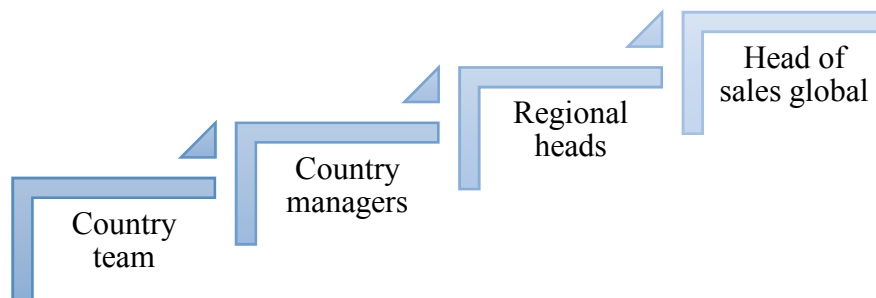 Country
team
Country
managers
Regional
heads
Head of
sales global